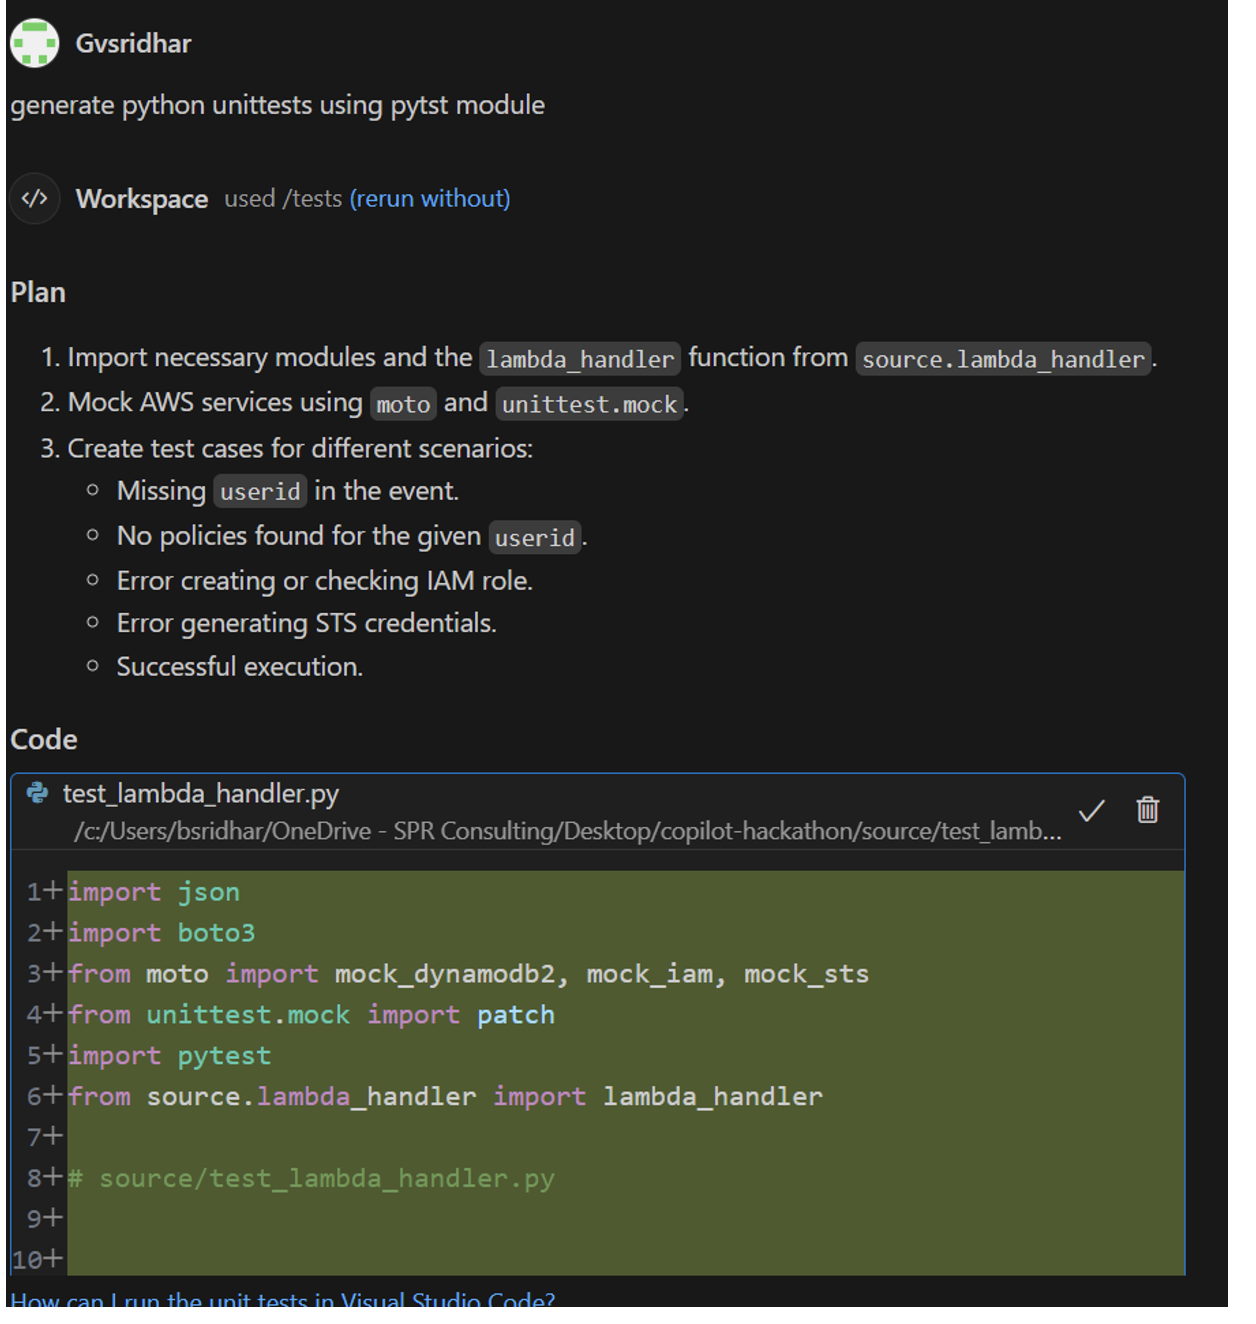 Gvsridhar
generate python unittests using pytst module
</> Workspace used /tests (rerun without)
Plan
1. Import necessary modules and the lambda_handler function from source.lambda_handler.
2. Mock AWS services using moto and unittest.mock.
3. Create test cases for different scenarios:
Missing userid in the event.
No policies found for the given userid.
Error creating or checking IAM role.
Error generating STS credentials.
Successful execution.
Code
test_lambda_handler.py
/c:/Users/bsridhar/OneDrive - SPR Consulting/Desktop/copilot-hackathon/source/test_lamb...
1+ import json
2+ import boto3
3+ from moto import mock_dynamodb2, mock_iam, mock_sts
4+ from unittest.mock import patch
5+ import pytest
6+ from source.lambda_handler import lambda_handler
7+
8+ # source/test_lambda_handler.py
9+
10+
How can I run the unit tests in Visual Studio Code?